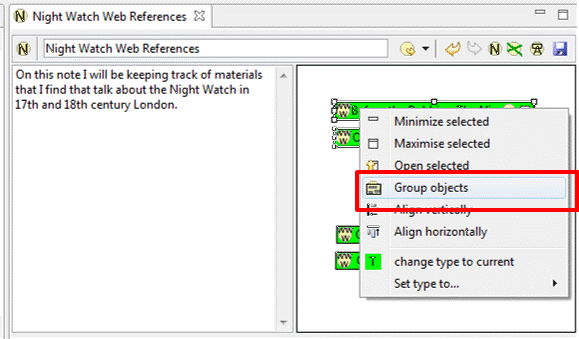 Night Watch Web References
Night Watch Web References
On this note I will be keeping track of materials
that I find that talk about the Night Watch in
17th and 18th century London.
Minimize selected
Maximise selected
Open selected
Group objects
Align vertically
Align horizontally
change type to current
Set type to...